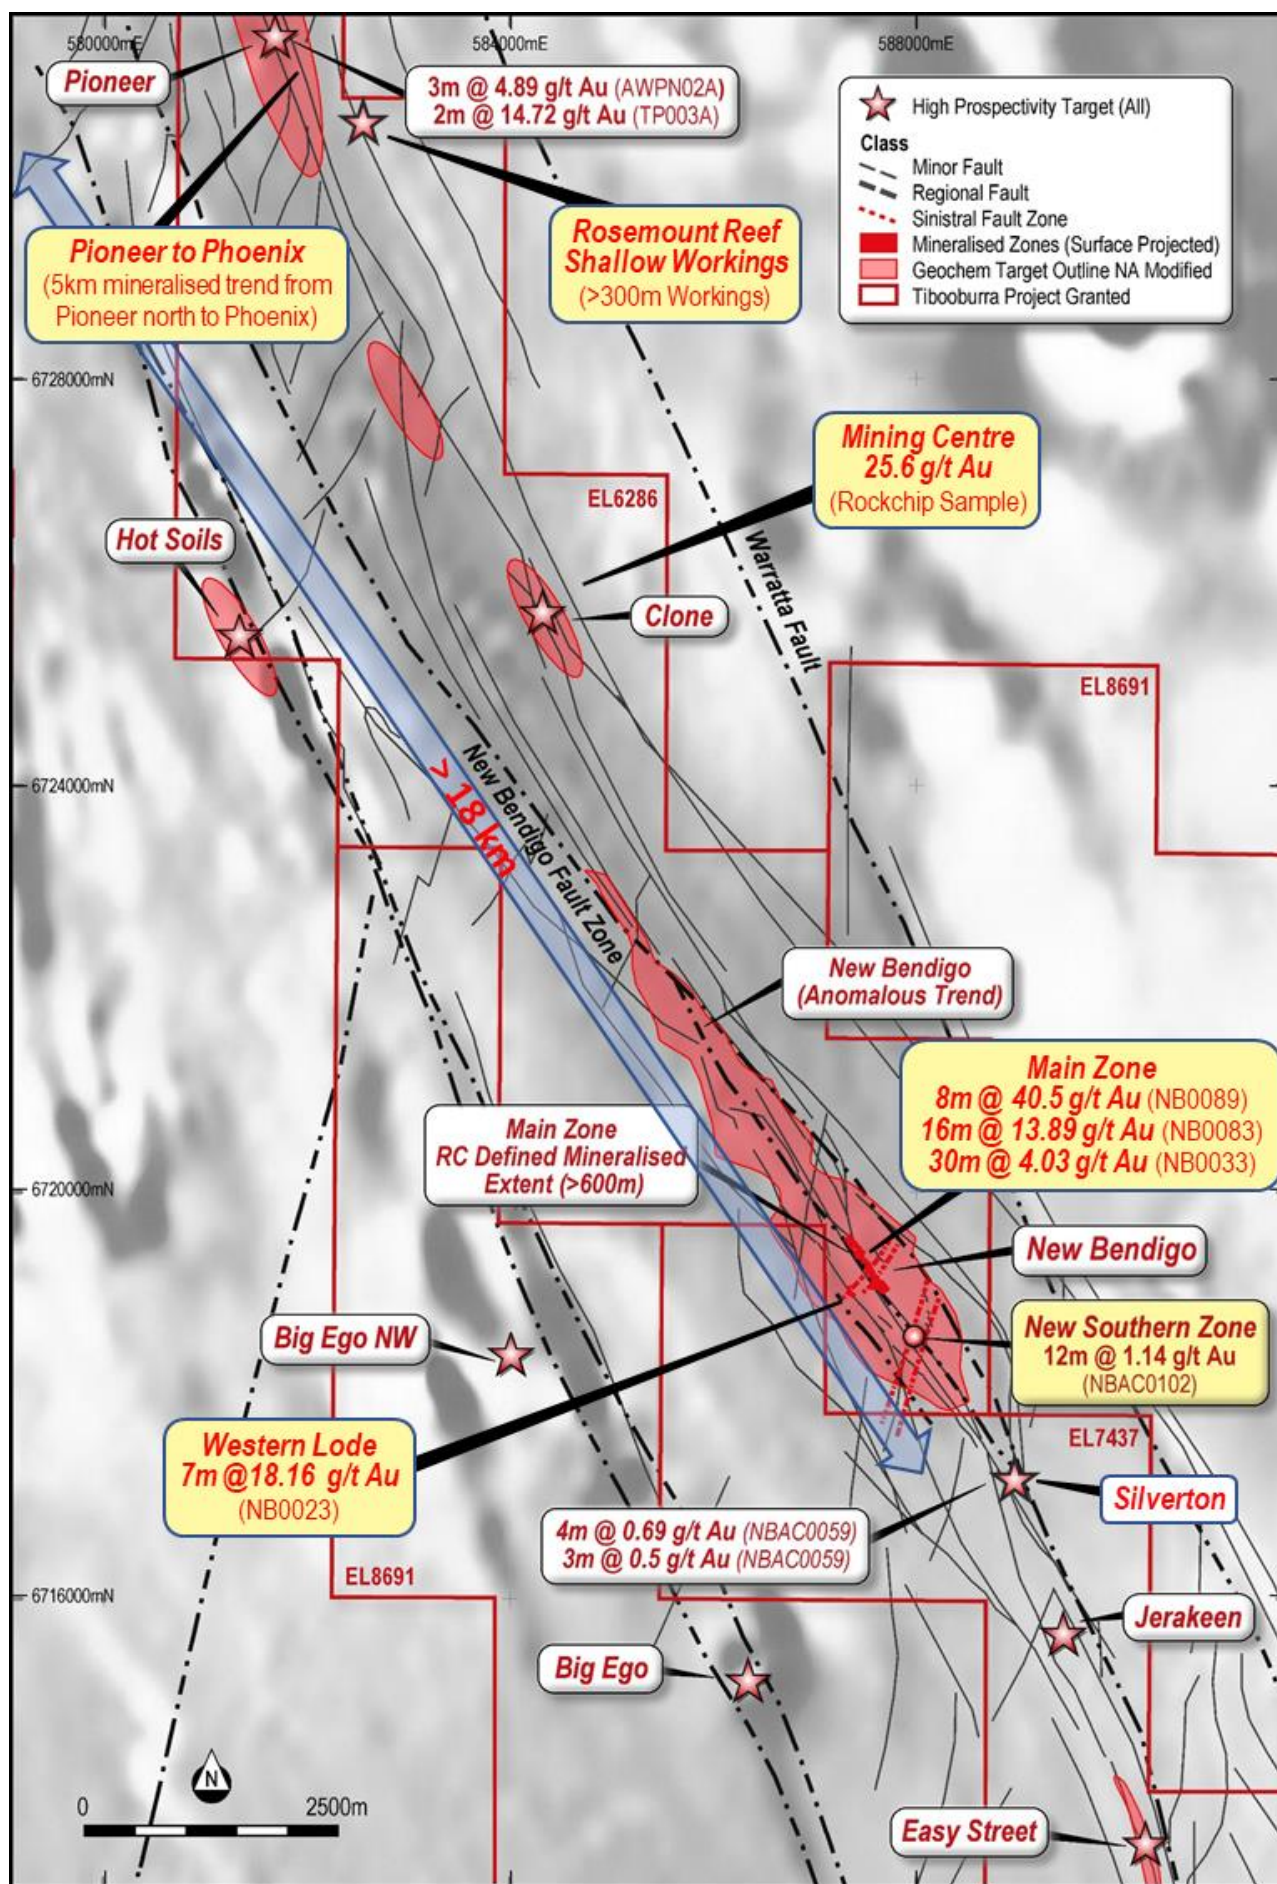 580000mE
584000mE
588000mE
Pioneer
3m @ 4.89 g/t Au (AWPN02A)
2m @ 14.72 g/t Au (TP003A)
High Prospectivity Target (All)
Class
Minor Fault
Regional Fault
Sinistral Fault Zone
Mineralised Zones (Surface Projected)
Geochem Target Outline NA Modified
Tibooburra Project Granted
Pioneer to Phoenix
(5km mineralised trend from
Pioneer north to Phoenix)
Rosemount Reef
Shallow Workings
(>300m Workings)
6728000mN
Mining Centre
25.6 g/t Au
(Rockchip Sample)
EL6286
Hot Soils
Warratta Fault
Clone
EL8691
6724000mN
New Bendigo Fault Zone
> 18 km
New Bendigo
(Anomalous Trend)
Main Zone
8m @ 40.5 g/t Au (NB0089)
16m @ 13.89 g/t Au (NB0083)
30m @ 4.03 g/t Au (NB0033)
Main Zone
RC Defined Mineralised
Extent (>600m)
6720000mN
New Bendigo
Big Ego NW
New Southern Zone
12m @ 1.14 g/t Au
(NBAC0102)
Western Lode
7m @18.16 g/t Au
(NB0023)
EL7437
Silverton
4m @ 0.69 g/t Au (NBAC0059)
3m @ 0.5 g/t Au (NBAC0059)
EL8691
6716000mN
Jerakeen
Big Ego
N
0
2500m
Easy Street